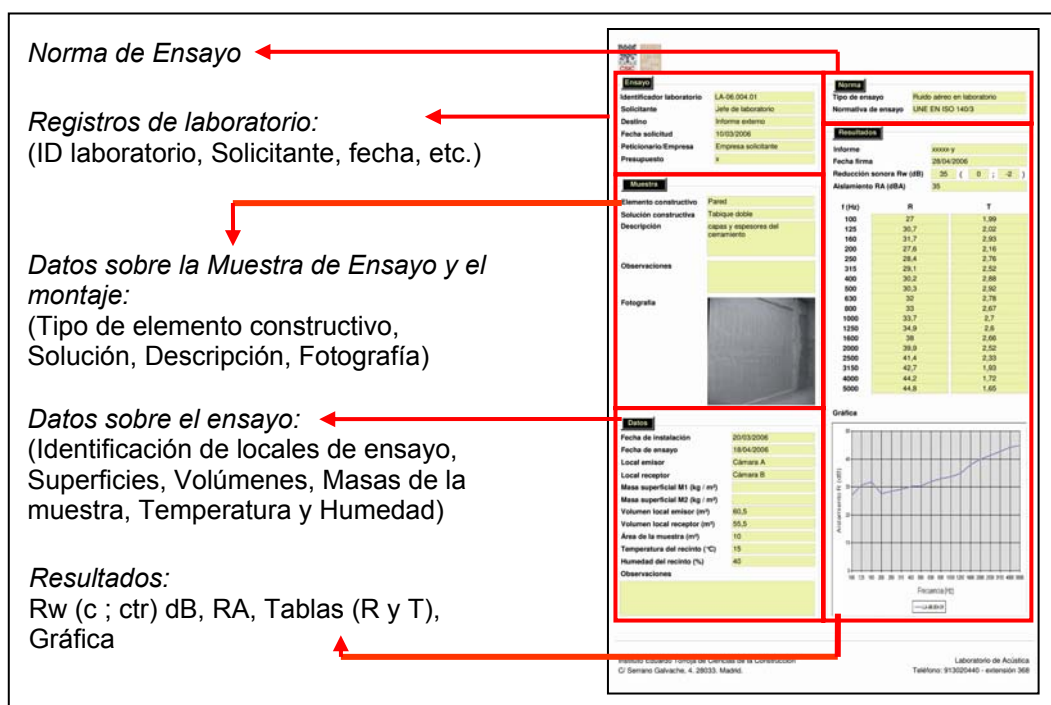 Norma de Ensayo
Registros de laboratorio:
(ID laboratorio, Solicitante, fecha, etc.)
Datos sobre la Muestra de Ensayo y el
montaje:
(Tipo de elemento constructivo,
Solución, Descripción, Fotografía)
Datos sobre el ensayo:
(Identificación de locales de ensayo,
Superficies, Volúmenes, Masas de la
muestra, Temperatura y Humedad)
Resultados:
Rw (c ; ctr) dB, RA, Tablas (R y T),
Gráfica
Ensayo
Identificador laboratorio LA-06.004.01
Solicitante Jefe de laboratorio
Destino Informe externo
Fecha solicitud 10/03/2006
Peticionario/Empresa Empresa solicitante
Presupuesto x
Muestra
Elemento constructivo Pared
Solución constructiva Tabique doble
Descripción capas y espesores del
cerramiento
Observaciones
Fotografía
Datos
Fecha de instalación 20/03/2006
Fecha de ensayo 18/04/2006
Local emisor Cámara A
Local receptor Cámara B
Masa superficial M1 (kg / m²)
Masa superficial M2 (kg / m²)
Volumen local emisor (m³) 60,5
Volumen local receptor (m³) 55,5
Área de la muestra (m²) 10
Temperatura del recinto (ºC) 15
Humedad del recinto (%) 40
Observaciones
Norma
Tipo de ensayo Ruido aéreo en laboratorio
Normativa de ensayo UNE EN ISO 140/3
Resultados
Informe xxxxx-y
Fecha firma 28/04/2006
Reducción sonora Rw (dB) 35 ( 0 ; -2 )
Aislamiento RA (dBA) 35
f (Hz) R T
100 27 1,99
125 30,7 2,02
160 31,7 2,93
200 27,6 2,16
250 28,4 2,76
315 29,1 2,52
400 30,2 2,88
500 30,3 2,92
630 32 2,78
800 33 2,67
1000 33,7 2,7
1250 34,9 2,6
1600 38 2,66
2000 39,9 2,52
2500 41,4 2,33
3150 42,7 1,93
4000 44,2 1,72
5000 44,8 1,65
Gráfica
Aislamiento R (dB)
Frecuencia (Hz)
Instituto Eduardo Torroja de Ciencias de la Construcción
C/ Serrano Galvache, 4. 28033. Madrid.
Laboratorio de Acústica
Teléfono: 913020440 - extensión 368